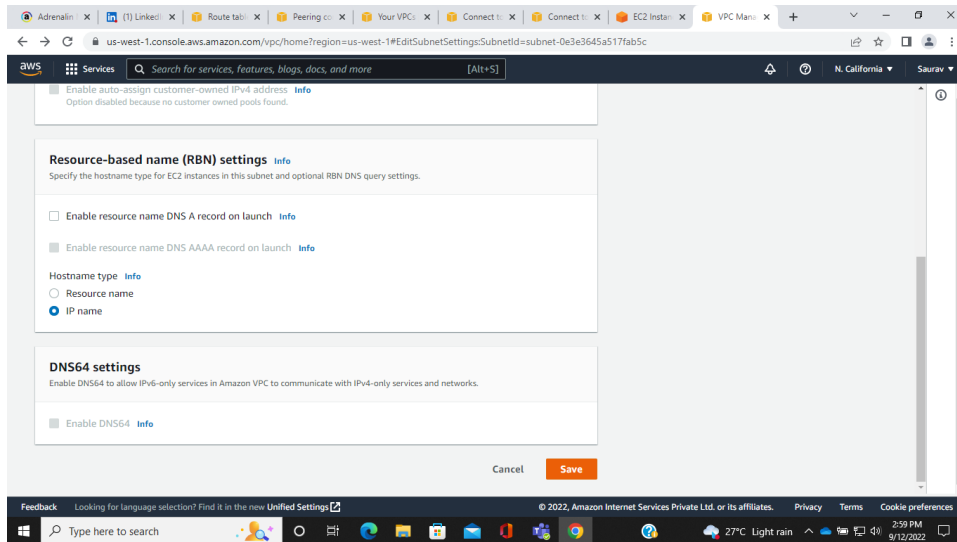 Adrenalin
(1) LinkedI
Route table
Peering co
Your VPCs
Connect to
Connect to
EC2 Instan
VPC Mana
us-west-1.console.aws.amazon.com/vpc/home?region=us-west-1#EditSubnetSettings:SubnetId=subnet-0e3e3645a517fab5c
aws
Services
Search for services, features, blogs, docs, and more
[Alt+S]
N. California
Saurav
Enable auto-assign customer-owned IPv4 address Info
Option disabled because no customer owned pools found.
Resource-based name (RBN) settings Info
Specify the hostname type for EC2 instances in this subnet and optional RBN DNS query settings.
Enable resource name DNS A record on launch Info
Enable resource name DNS AAAA record on launch Info
Hostname type Info
Resource name
IP name
DNS64 settings
Enable DNS64 to allow IPv6-only services in Amazon VPC to communicate with IPv4-only services and networks.
Enable DNS64 Info
Cancel
Save
Feedback
Looking for language selection? Find it in the new Unified Settings
© 2022, Amazon Internet Services Private Ltd. or its affiliates.
Privacy
Terms
Cookie preferences
Type here to search
27°C Light rain
2:59 PM
9/12/2022